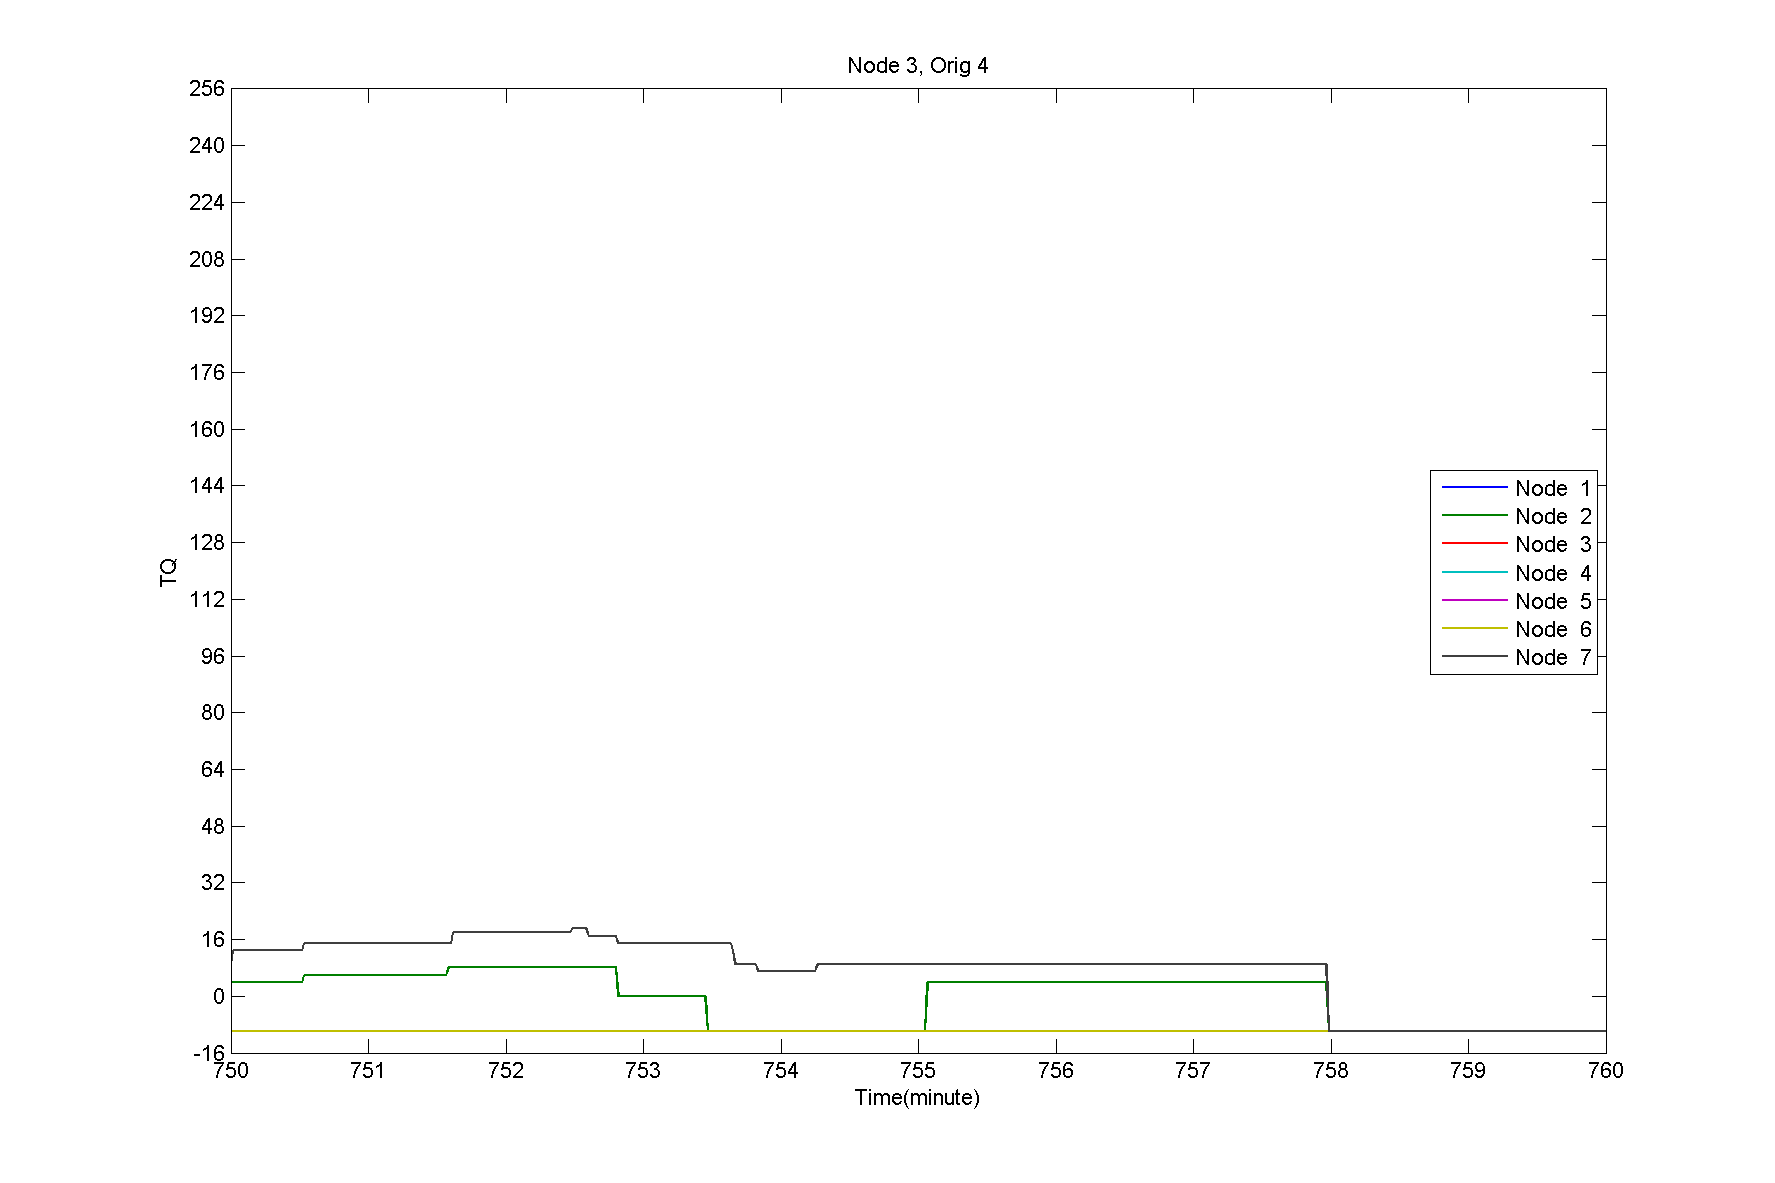 Node 3, Orig 4
256
240
224
208
192
176
160
144
128
112
96
80
64
48
32
16
0
-16
TQ
Node 1
Node 2
Node 3
Node 4
Node 5
Node 6
Node 7
750 751 752 753 754 755 756 757 758 759 760
Time(minute)